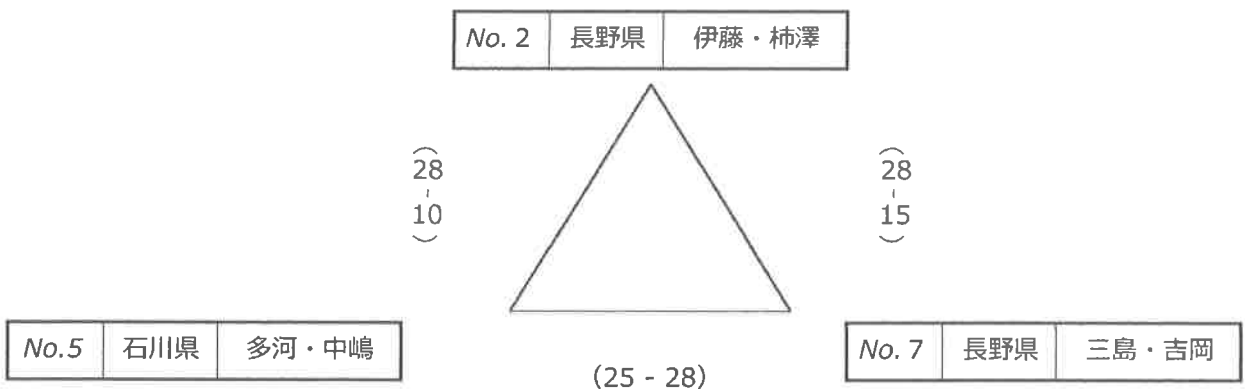 No. 2 長野県 伊藤・柿澤
(28 - 10)
(28 - 15)
No.5 石川県 多河・中嶋
No. 7 長野県 三島・吉岡
(25 - 28)